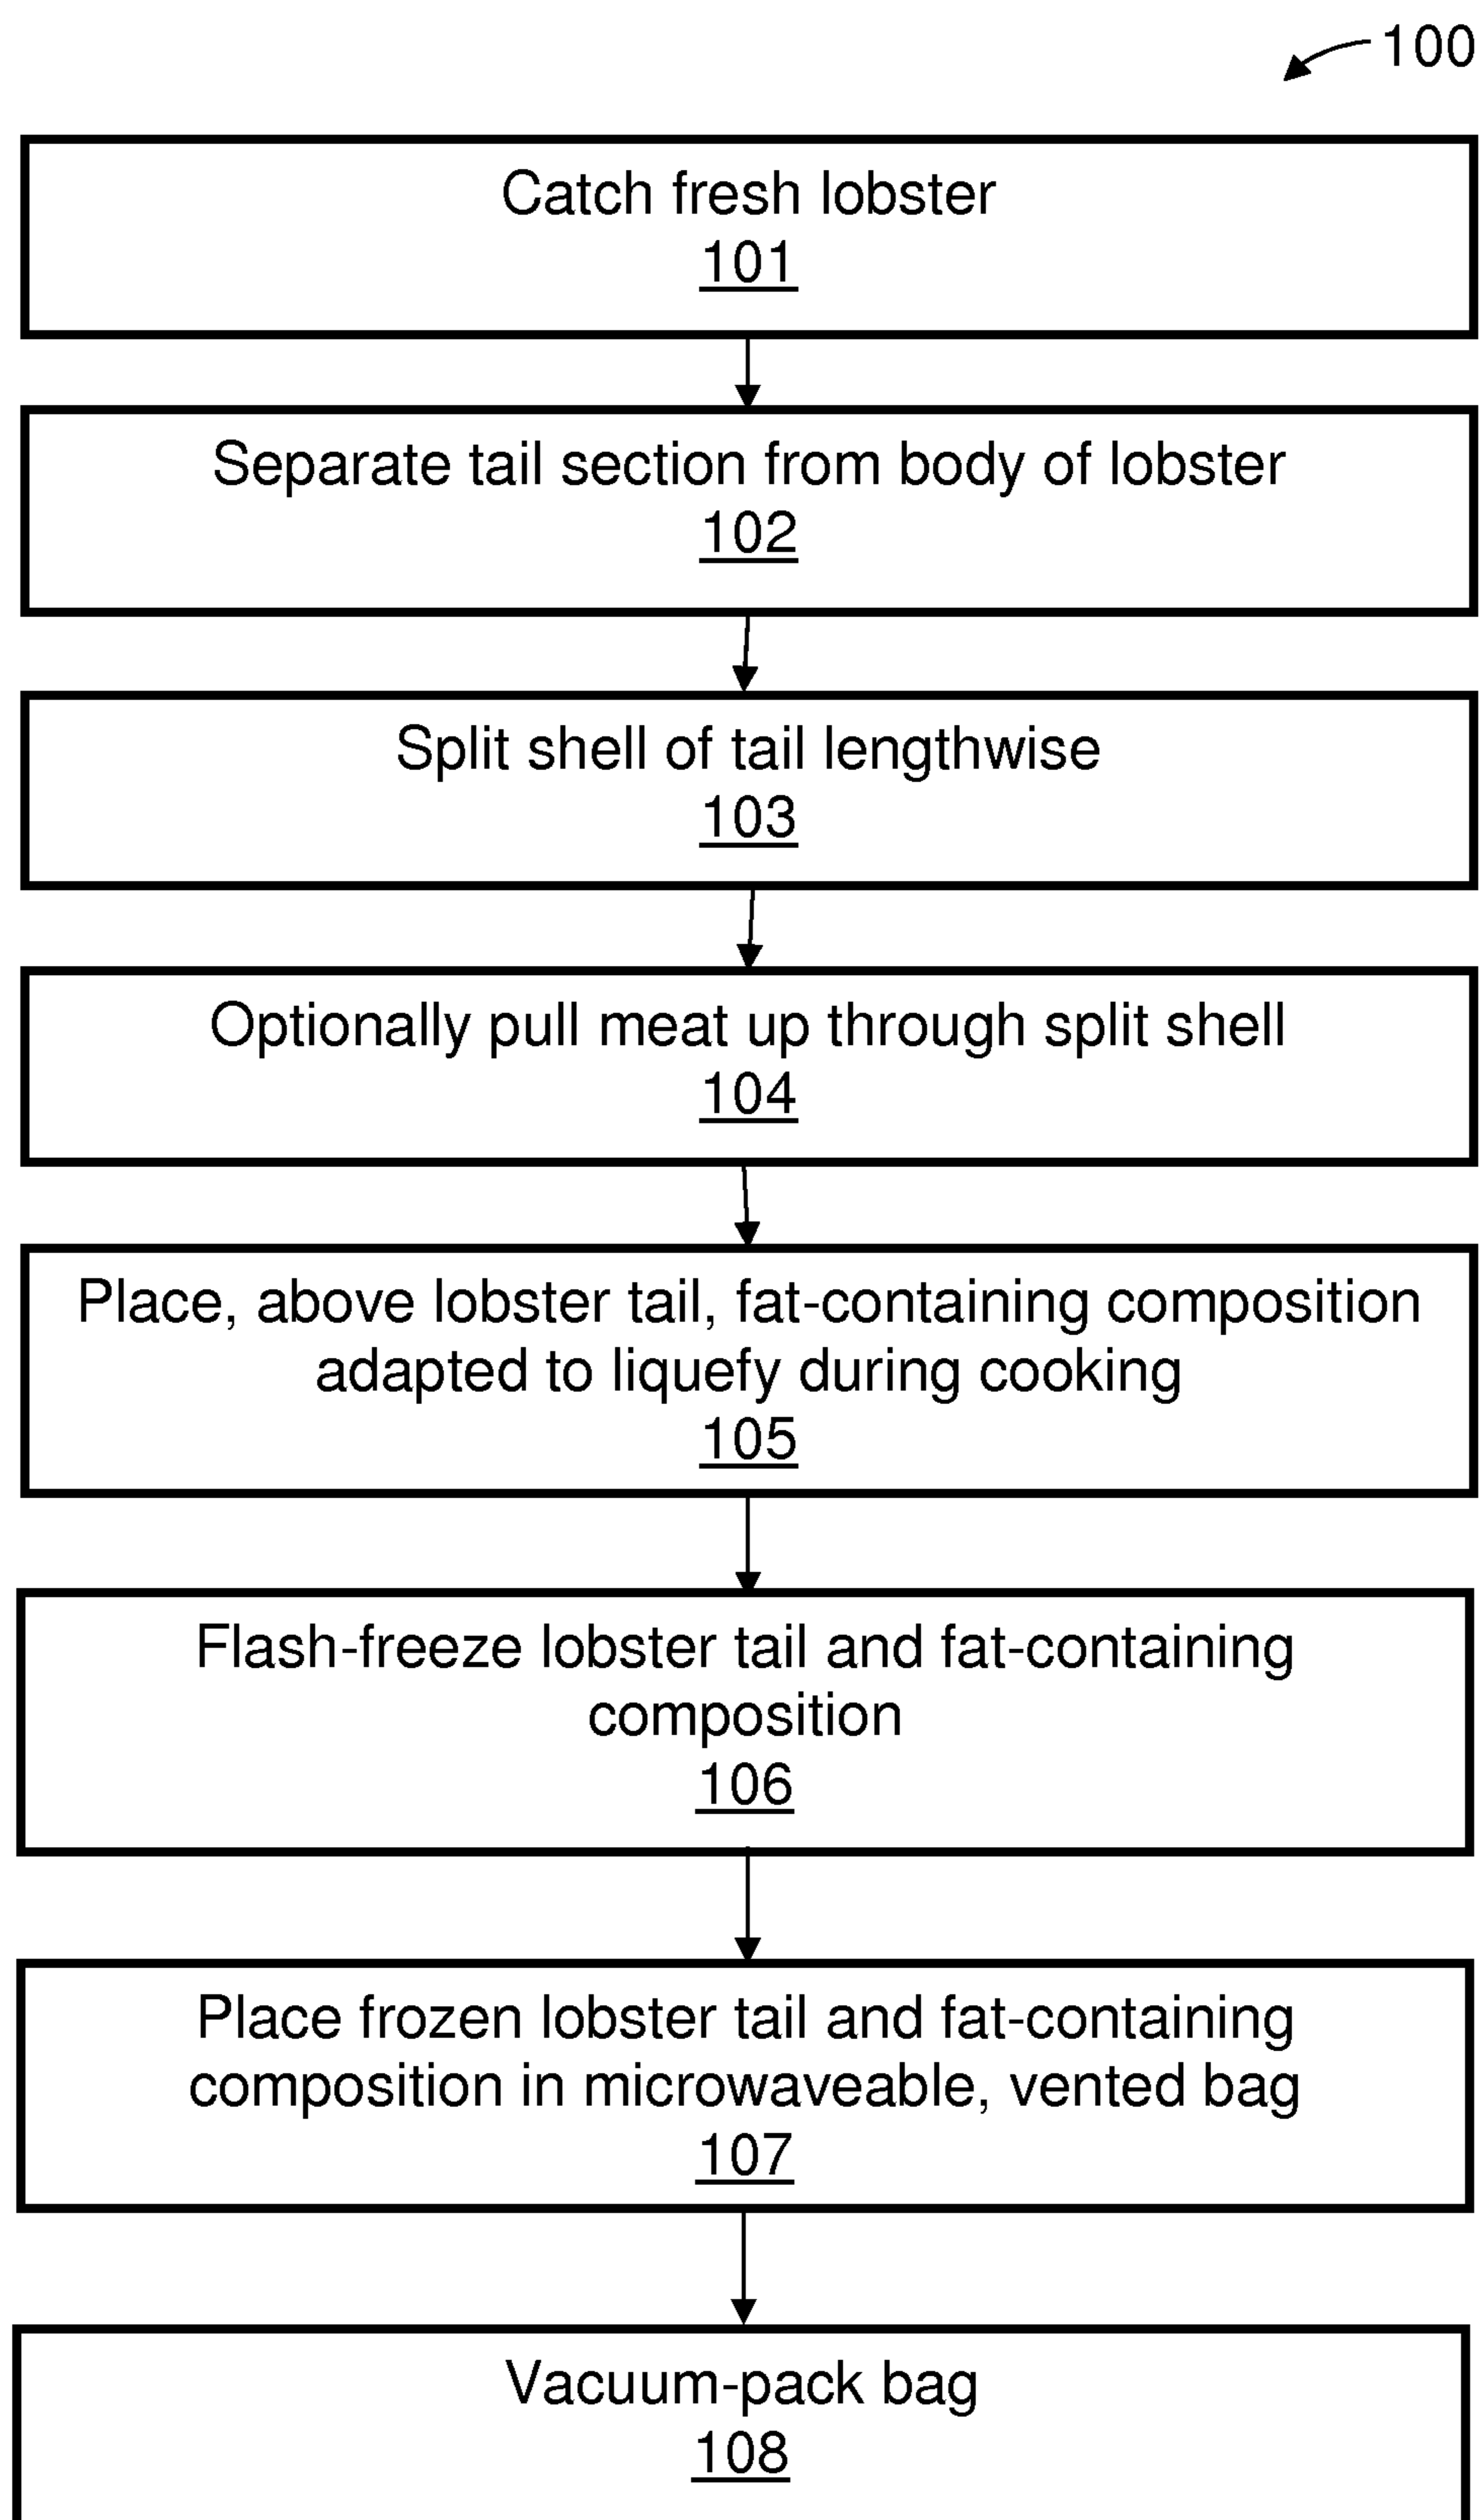 100
Catch fresh lobster
101
Separate tail section from body of lobster
102
Split shell of tail lengthwise
103
Optionally pull meat up through split shell
104
Place, above lobster tail, fat-containing composition
adapted to liquefy during cooking
105
Flash-freeze lobster tail and fat-containing
composition
106
Place frozen lobster tail and fat-containing
composition in microwaveable, vented bag
107
Vacuum-pack bag
108